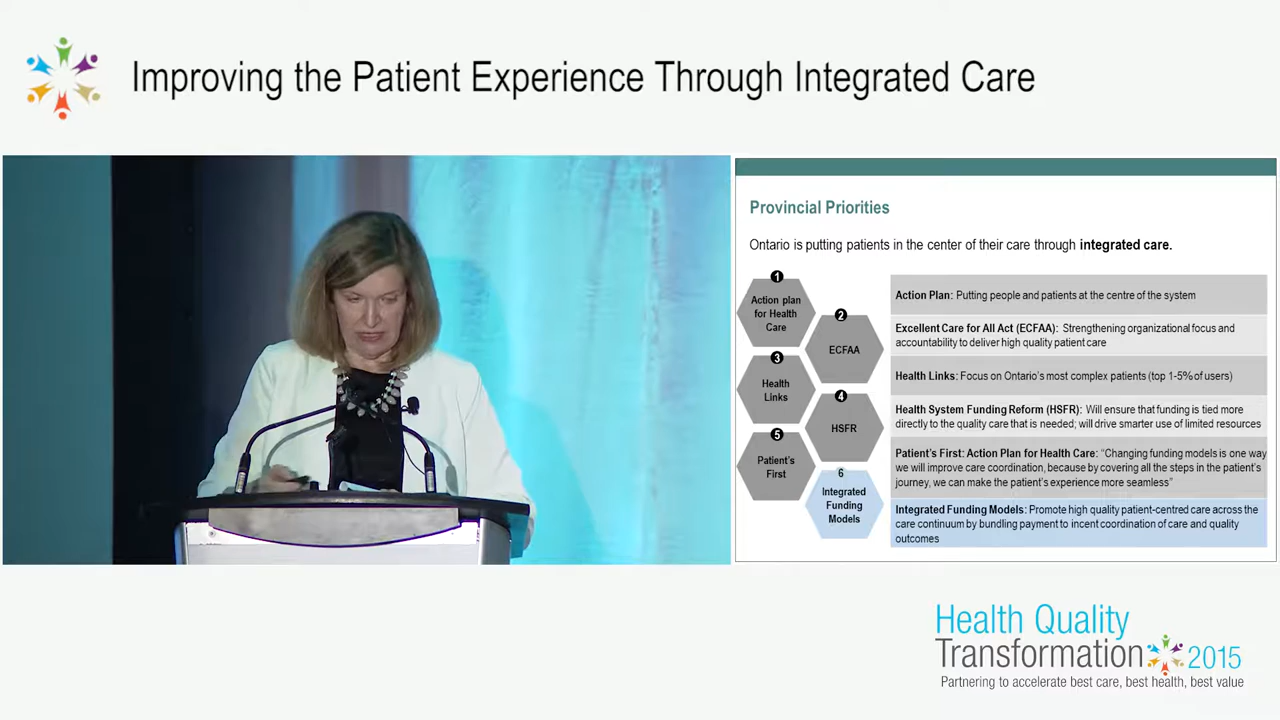 Improving the Patient Experience Through Integrated Care
Provincial Priorities
Ontario is putting patients in the center of their care through integrated care.
1
Action plan
for Health
Care
2
ECFAA
3
Health
Links
4
HSFR
5
Patient's
First
6
Integrated
Funding
Models
Action Plan: Putting people and patients at the centre of the system
Excellent Care for All Act (ECFAA): Strengthening organizational focus and
accountability to deliver high quality patient care
Health Links: Focus on Ontario's most complex patients (top 1-5% of users)
Health System Funding Reform (HSFR): Will ensure that funding is tied more
directly to the quality care that is needed; will drive smarter use of limited resources
Patient's First: Action Plan for Health Care: “Changing funding models is one way
we will improve care coordination, because by covering all the steps in the patient's
journey, we can make the patient's experience more seamless”
Integrated Funding Models: Promote high quality patient-centred care across the
care continuum by bundling payment to incent coordination of care and quality
outcomes
Health Quality
Transformation 2015
Partnering to accelerate best care, best health, best value